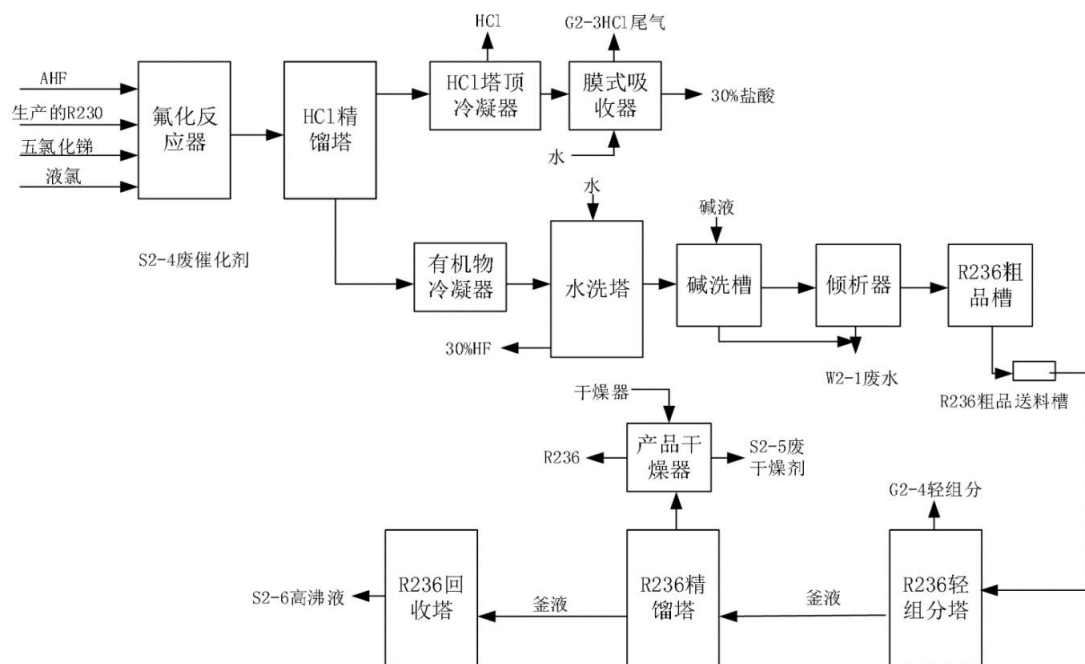 HCl
G2-3HCl尾气
AHF
生产的R230
五氯化锑
液氯
氟化反
应器
HCl精
馏塔
HCl塔顶
冷凝器
膜式吸
收器
30%盐酸
水
水
碱液
S2-4废催化剂
有机物
冷凝器
水洗塔
碱洗槽
倾析器
R236粗
品槽
30%HF
W2-1废水
R236粗品送料槽
干燥器
产品干
燥器
R236
S2-5废
干燥剂
G2-4轻组分
R236回
收塔
R236精
馏塔
R236轻
组分塔
S2-6高沸液
釜液
釜液